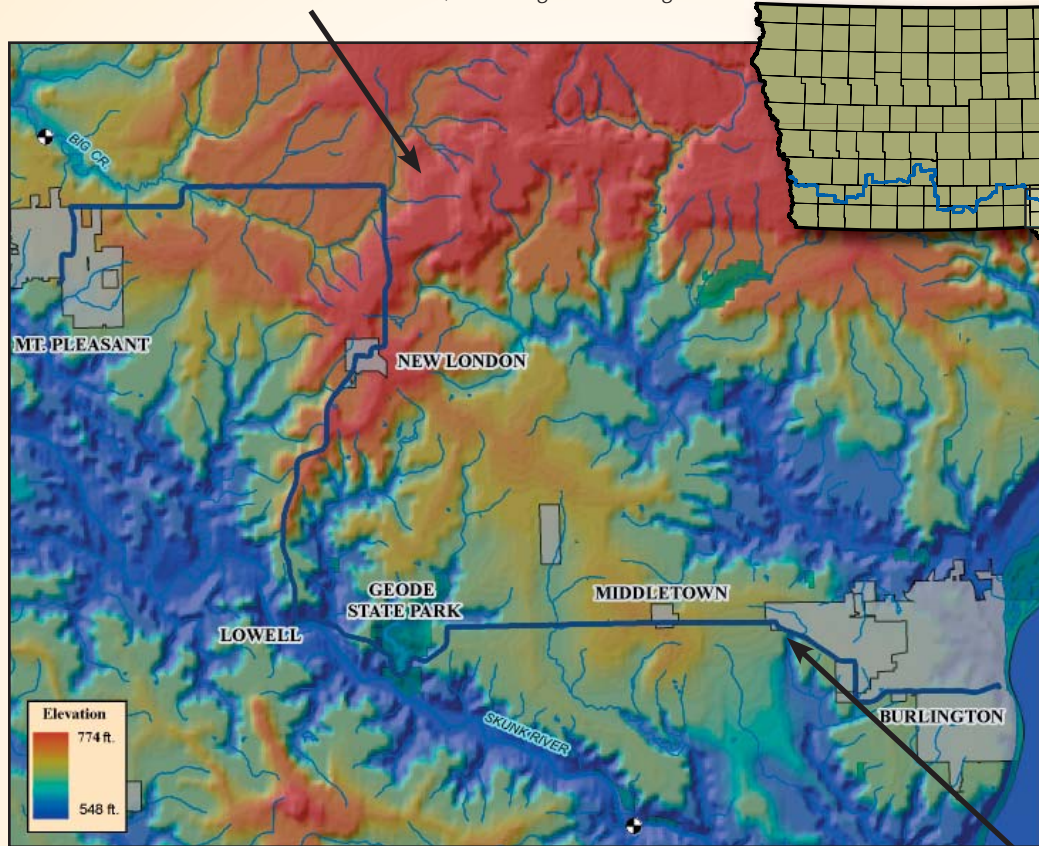 BIG CR.
MT. PLEASANT
NEW LONDON
GEODE
STATE PARK
MIDDLETOWN
LOWELL
SKUNK RIVER
BURLINGTON
Elevation
774 ft.
548 ft.